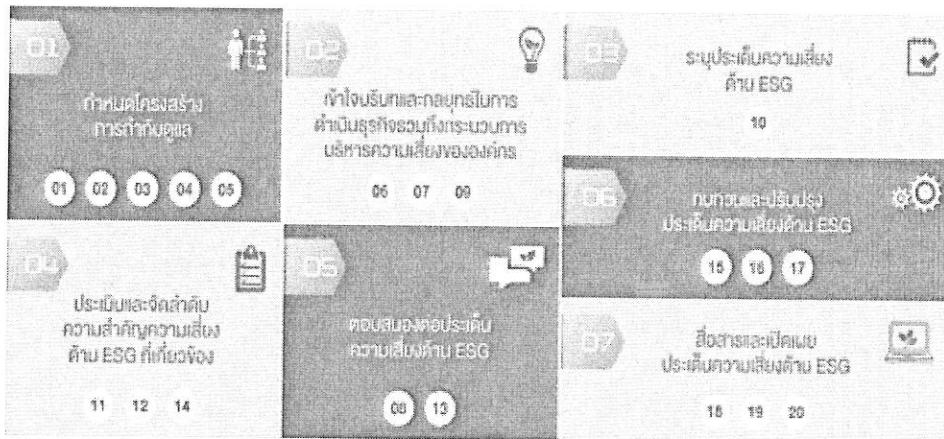 01
กำหนดโครงสร้าง
การกำกับดูแล
01 02 03 04 05
02
เข้าใจบริบทและกลยุทธ์ในการ
ดำเนินธุรกิจรวมถึงกระบวนการ
บริหารความเสี่ยงขององค์กร
06 07 09
03
ระบุประเด็นความเสี่ยง
ด้าน ESG
10
04
ประเมินและจัดลำดับ
ความสำคัญความเสี่ยง
ด้าน ESG ที่เกี่ยวข้อง
11 12 14
05
ตอบสนองต่อประเด็น
ความเสี่ยงด้าน ESG
08 13
06
ทบทวนและปรับปรุง
ประเด็นความเสี่ยงด้าน ESG
15 16 17
07
สื่อสารและเปิดเผย
ประเด็นความเสี่ยงด้าน ESG
18 19 20